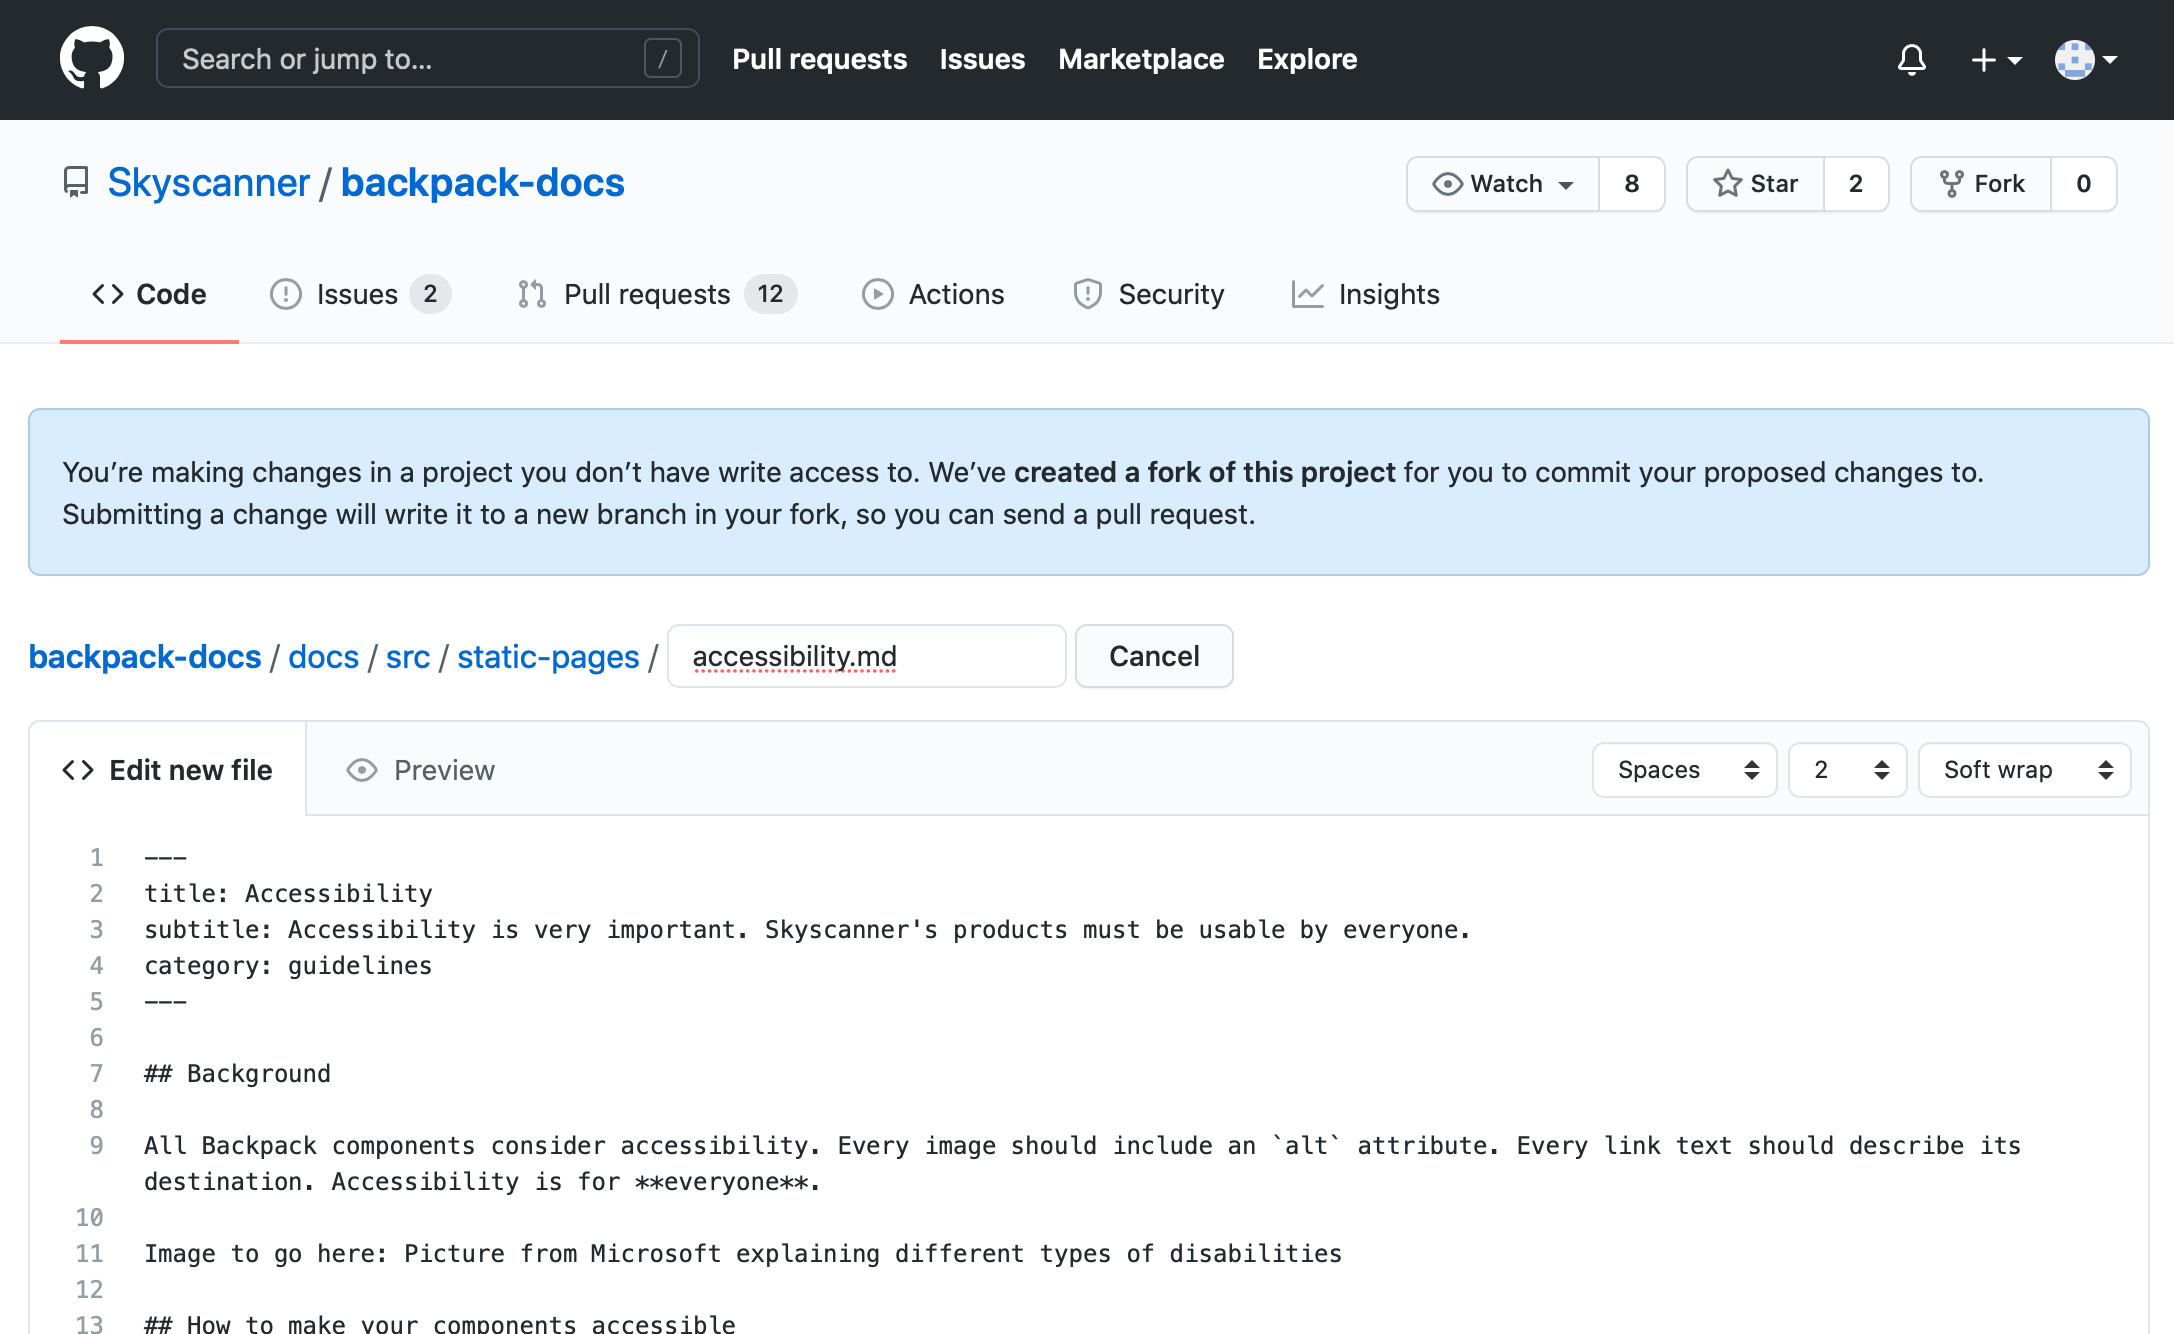 Search or jump to... /
Pull requests Issues Marketplace Explore
Skyscanner / backpack-docs
Watch 8 Star 2 Fork 0
Code Issues 2 Pull requests 12 Actions Security Insights
You’re making changes in a project you don’t have write access to. We’ve created a fork of this project for you to commit your proposed changes to.
Submitting a change will write it to a new branch in your fork, so you can send a pull request.
backpack-docs / docs / src / static-pages / accessibility.md Cancel
<> Edit new file Preview Spaces 2 Soft wrap
1 ---
2 title: Accessibility
3 subtitle: Accessibility is very important. Skyscanner's products must be usable by everyone.
4 category: guidelines
5 ---
6
7 ## Background
8
9 All Backpack components consider accessibility. Every image should include an `alt` attribute. Every link text should describe its
destination. Accessibility is for **everyone**.
10
11 Image to go here: Picture from Microsoft explaining different types of disabilities
12
13 ## How to make your components accessible